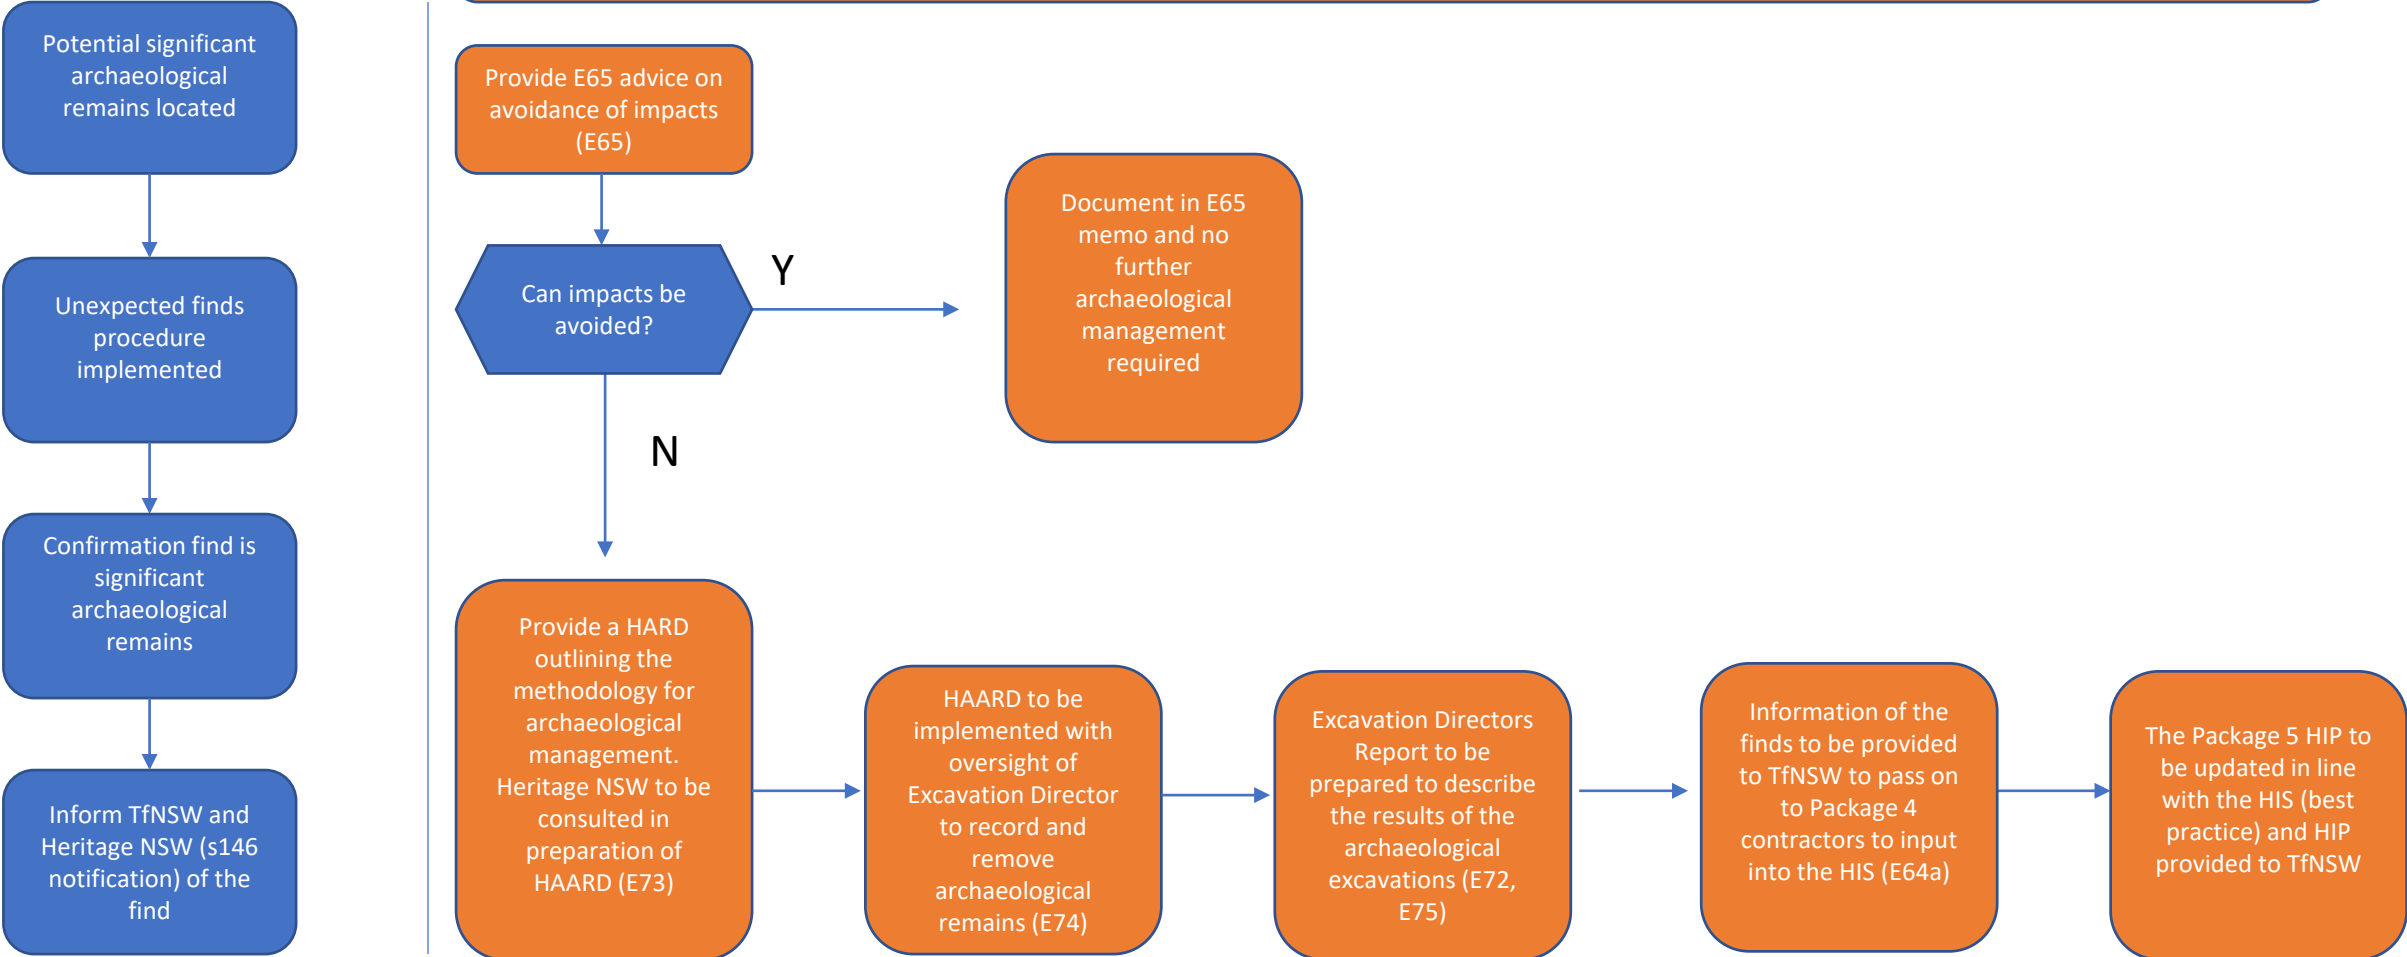 Potential significant
archaeological
remains located
Unexpected finds
procedure
implemented
Confirmation find is
significant
archaeological
remains
Inform TfNSW and
Heritage NSW (s146
notification) of the
find
Provide E65 advice on
avoidance of impacts
(E65)
Can impacts be
avoided?
Y
Document in E65
memo and no
further
archaeological
management
required
N
Provide a HARD
outlining the
methodology for
archaeological
management.
Heritage NSW to be
consulted in
preparation of
HAARD (E73)
HAARD to be
implemented with
oversight of
Excavation Director
to record and
remove
archaeological
remains (E74)
Excavation Directors
Report to be
prepared to describe
the results of the
archaeological
excavations (E72,
E75)
Information of the
finds to be provided
to TfNSW to pass on
to Package 4
contractors to input
into the HIS (E64a)
The Package 5 HIP to
be updated in line
with the HIS (best
practice) and HIP
provided to TfNSW